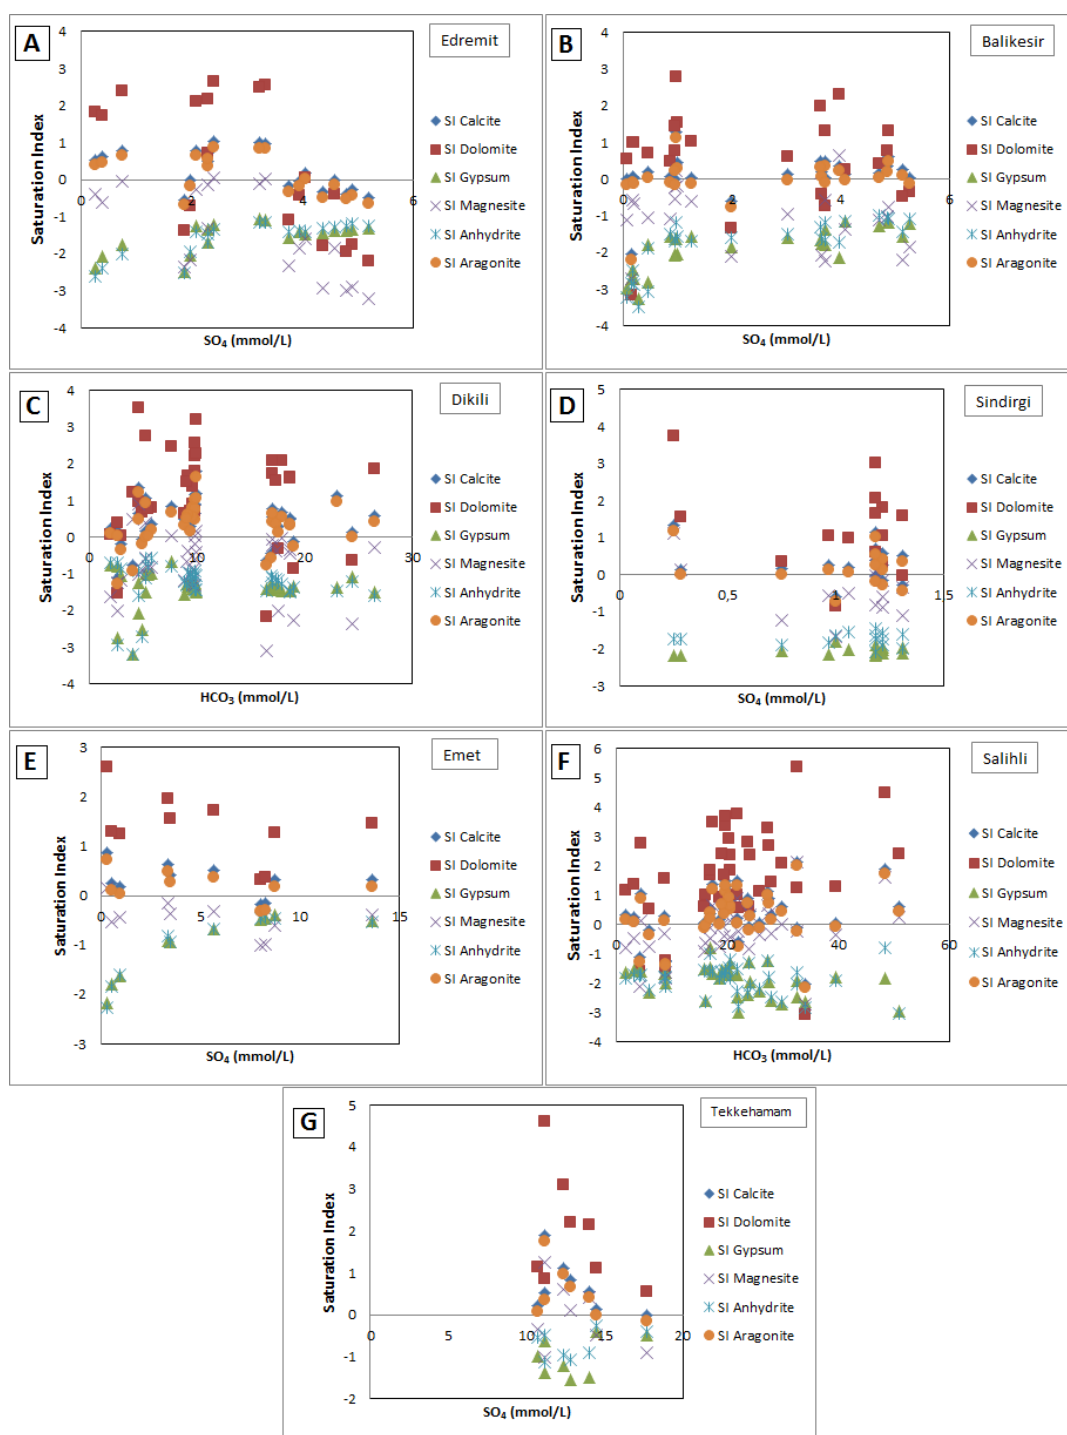 A
Edremit
4
3
2
1
0
-1
-2
-3
-4
0
2
4
6
Saturation Index
SO4 (mmol/L)
SI Calcite
SI Dolomite
SI Gypsum
SI Magnesite
SI Anhydrite
SI Aragonite
B
Balikesir
4
3
2
1
0
-1
-2
-3
-4
0
2
4
6
Saturation Index
SO4 (mmol/L)
SI Calcite
SI Dolomite
SI Gypsum
SI Magnesite
SI Anhydrite
SI Aragonite
C
Dikili
4
3
2
1
0
-1
-2
-3
-4
0
10
20
30
Saturation Index
HCO3 (mmol/L)
SI Calcite
SI Dolomite
SI Gypsum
SI Magnesite
SI Anhydrite
SI Aragonite
D
Sindirgi
5
4
3
2
1
0
-1
-2
-3
0
0,5
1
15
Saturation Index
SO4 (mmol/L)
SI Calcite
SI Dolomite
SI Gypsum
SI Magnesite
SI Anhydrite
SI Aragonite
E
Emet
3
2
1
0
-1
-2
-3
0
5
10
15
Saturation Index
SO4 (mmol/L)
SI Calcite
SI Dolomite
SI Gypsum
SI Magnesite
SI Anhydrite
SI Aragonite
F
Salihli
6
5
4
3
2
1
0
-1
-2
-3
-4
0
20
40
60
Saturation Index
HCO3 (mmol/L)
SI Calcite
SI Dolomite
SI Gypsum
SI Magnesite
SI Anhydrite
SI Aragonite
G
Tekkehamam
5
4
3
2
1
0
-1
-2
0
5
10
15
20
Saturation Index
SO4 (mmol/L)
SI Calcite
SI Dolomite
SI Gypsum
SI Magnesite
SI Anhydrite
SI Aragonite